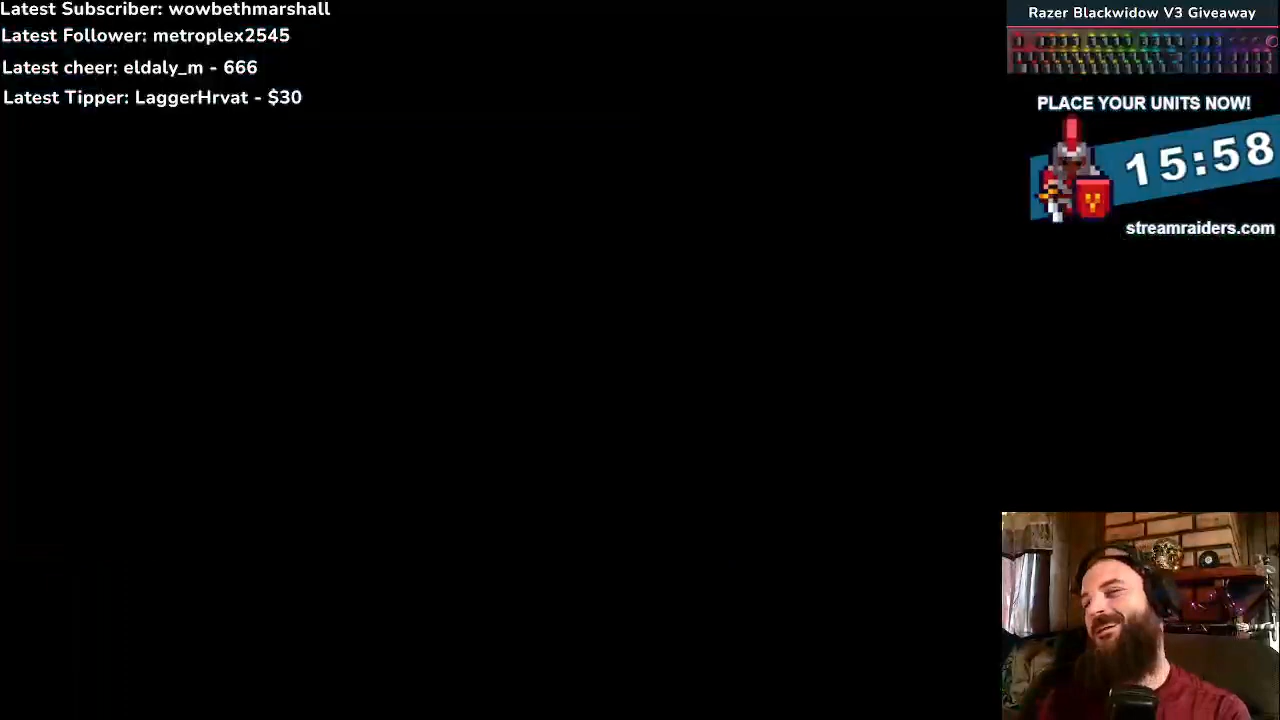 Latest Subscriber: wowbethmarshall
Latest Follower: metroplex2545
Latest cheer: eldaly_m - 666
Latest Tipper: LaggerHrvat - $30
Razer Blackwidow V3 Giveaway
PLACE YOUR UNITS NOW!
15:58
streamraiders.com